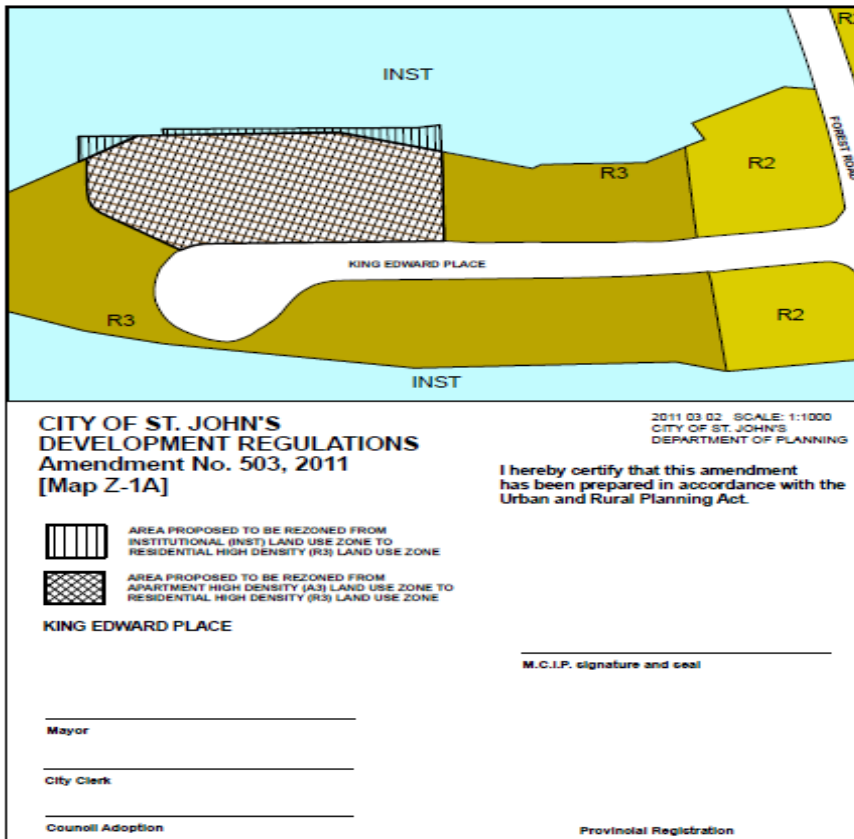 R
INST
FOREST ROAD
R3
R2
KING EDWARD PLACE
R3
R2
INST
CITY OF ST. JOHN'S
DEVELOPMENT REGULATIONS
Amendment No. 503, 2011
[Map Z-1A]
2011 03 02 SCALE: 1:1000
CITY OF ST. JOHN'S
DEPARTMENT OF PLANNING
I hereby certify that this amendment
has been prepared in accordance with the
Urban and Rural Planning Act.
AREA PROPOSED TO BE REZONED FROM
INSTITUTIONAL (INST) LAND USE ZONE TO
RESIDENTIAL HIGH DENSITY (R3) LAND USE ZONE
AREA PROPOSED TO BE REZONED FROM
APARTMENT HIGH DENSITY (A3) LAND USE ZONE TO
RESIDENTIAL HIGH DENSITY (R3) LAND USE ZONE
KING EDWARD PLACE
M.C.I.P. signature and seal
Mayor
City Clerk
Council Adoption
Provincial Registration